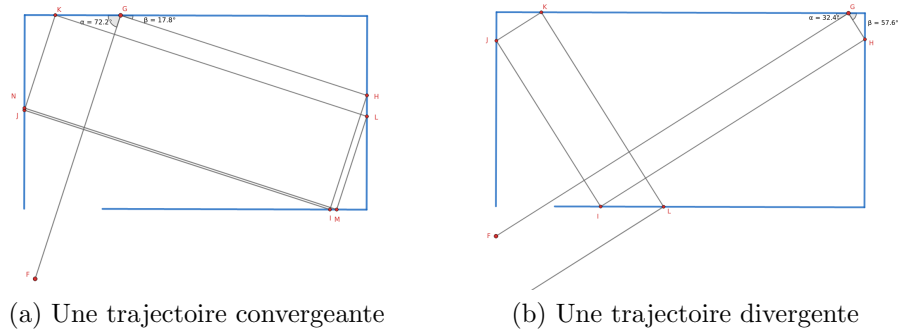 K
G
α = 72.2°
β = 17.8°
N
J
H
L
I
M
F
K
G
α = 32.4°
β = 57.6°
J
H
I
L
F
(a) Une trajectoire convergeante
(b) Une trajectoire divergente